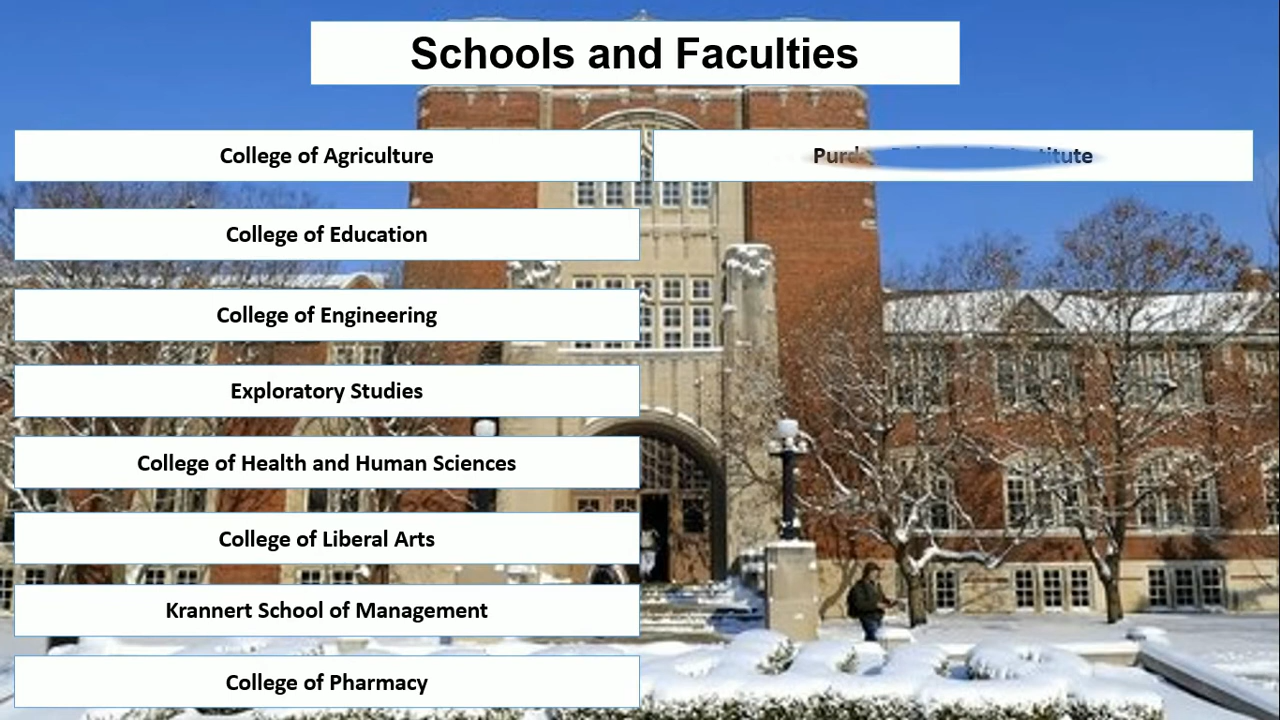 Schools and Faculties
College of Agriculture
College of Education
College of Engineering
Exploratory Studies
College of Health and Human Sciences
College of Liberal Arts
Krannert School of Management
College of Pharmacy